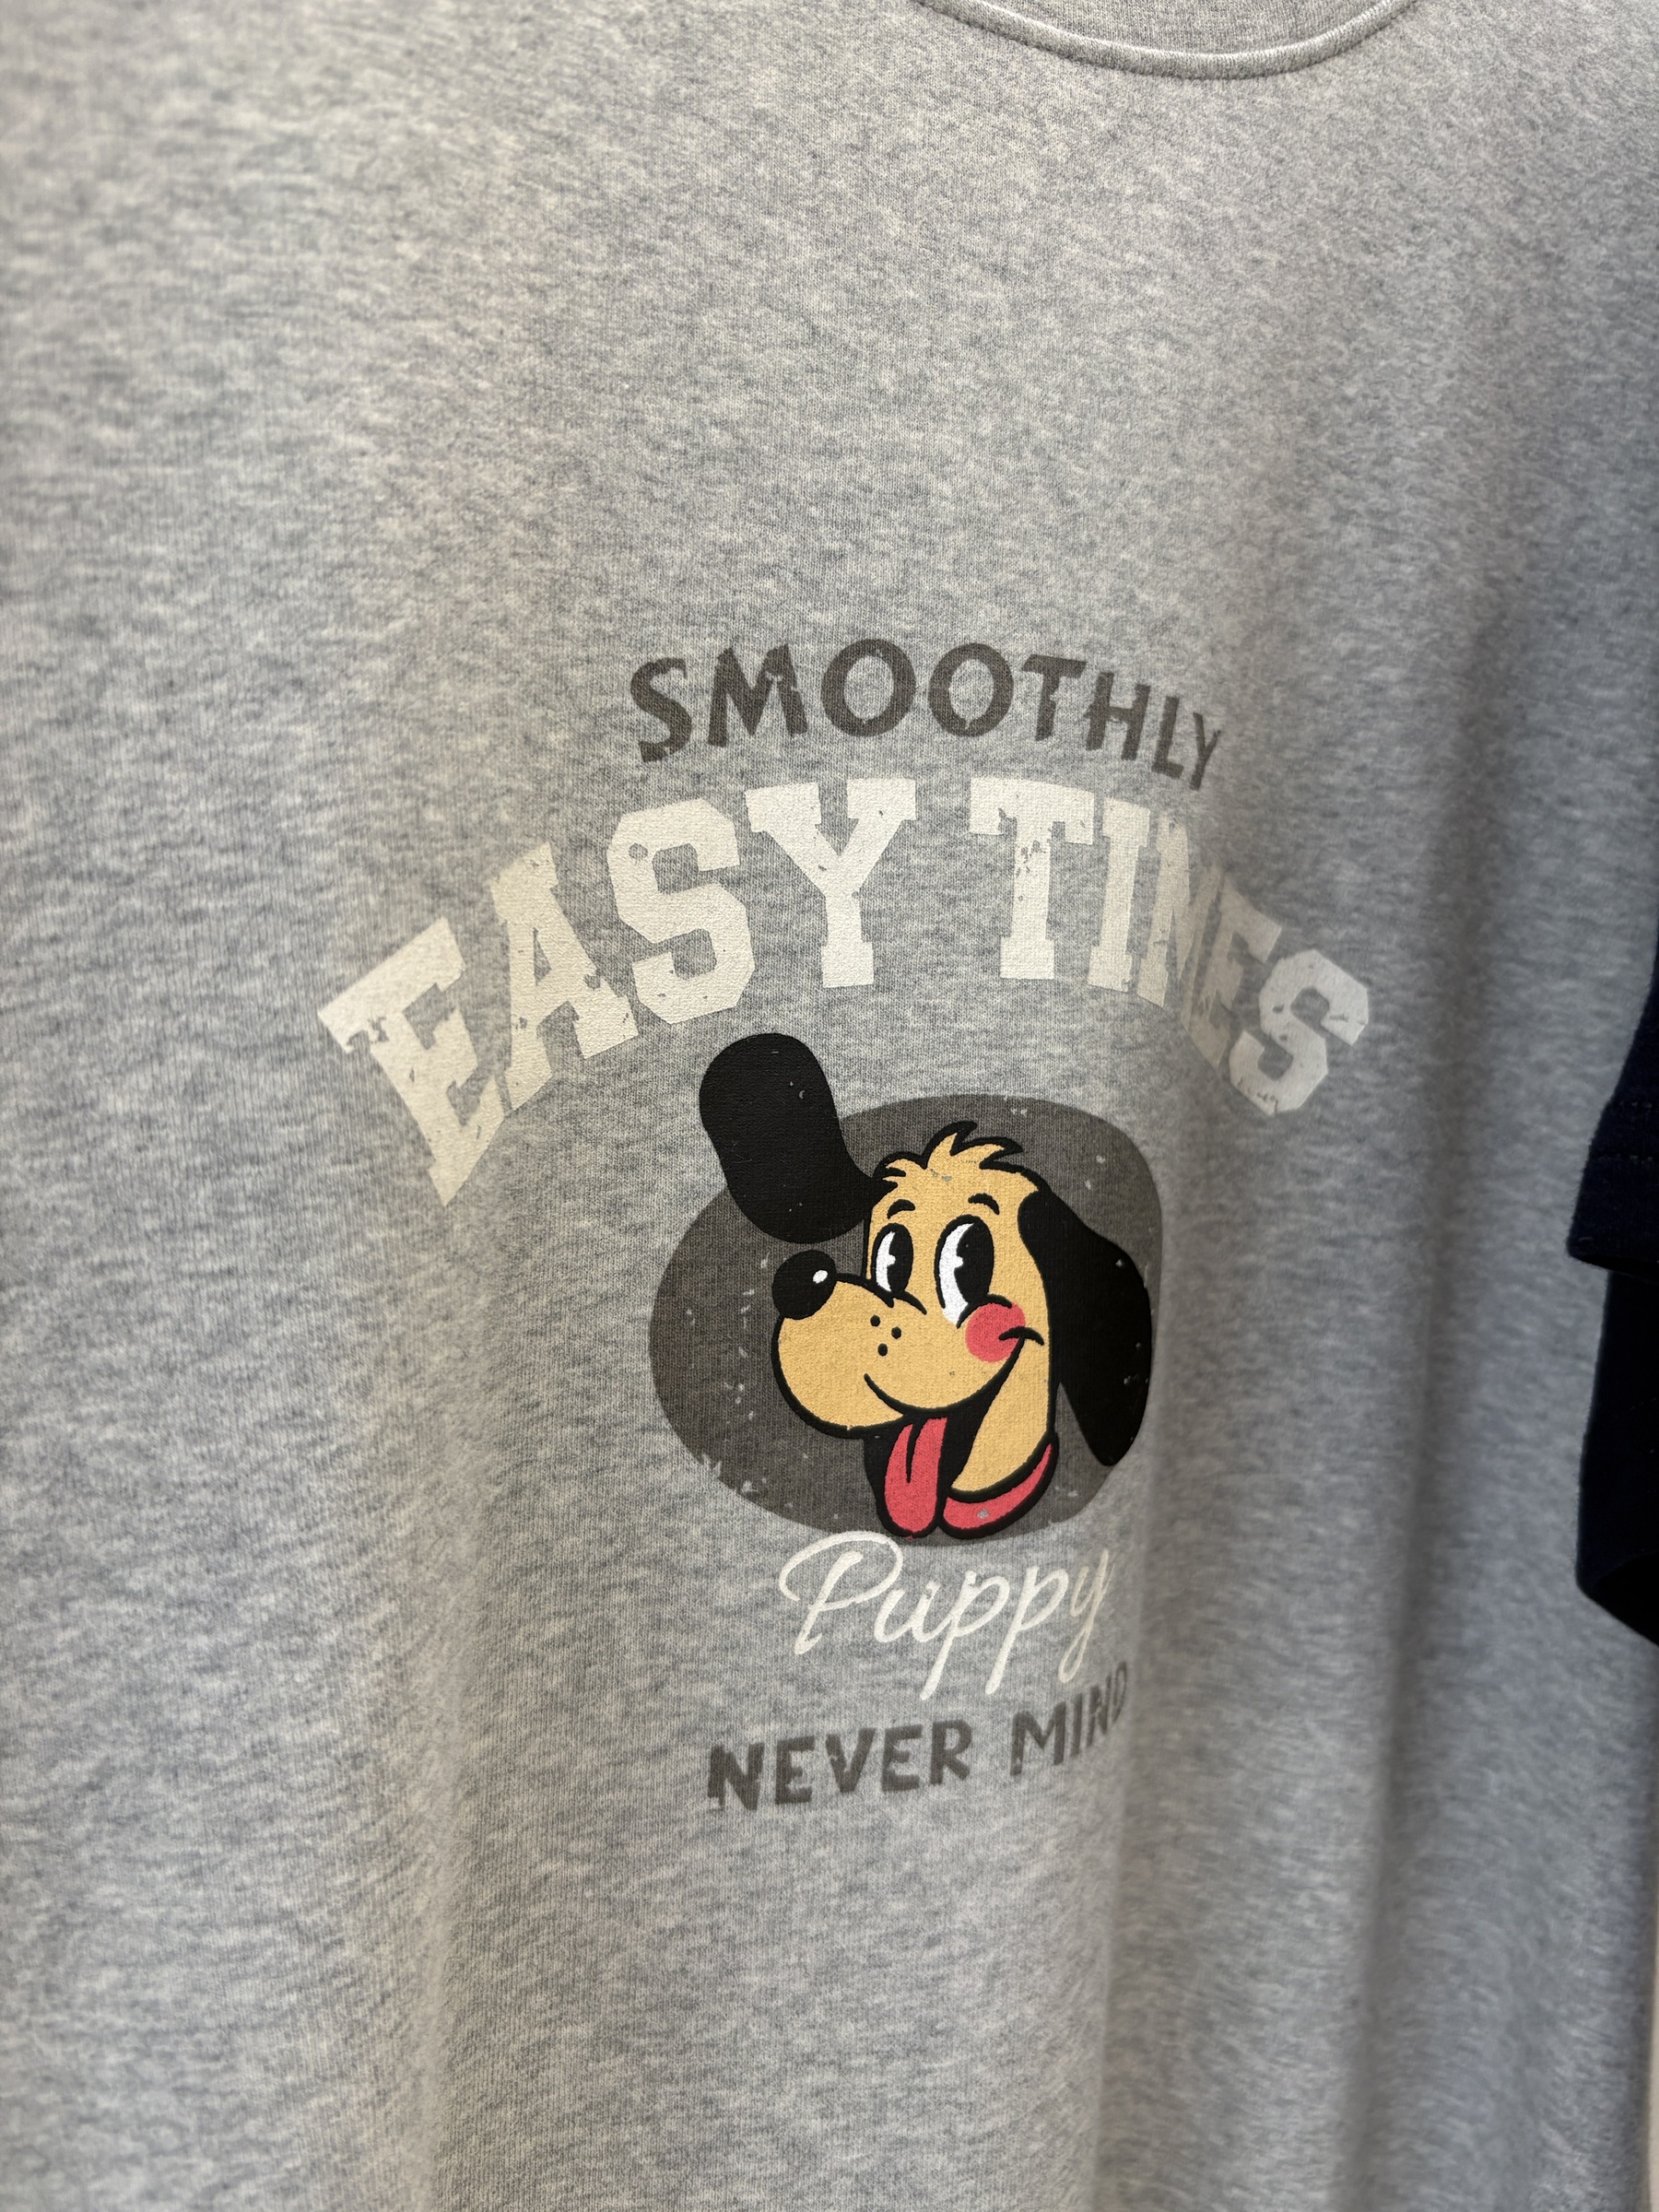 SMOOTHLY
EASY TIMES
Puppy
NEVER MIND